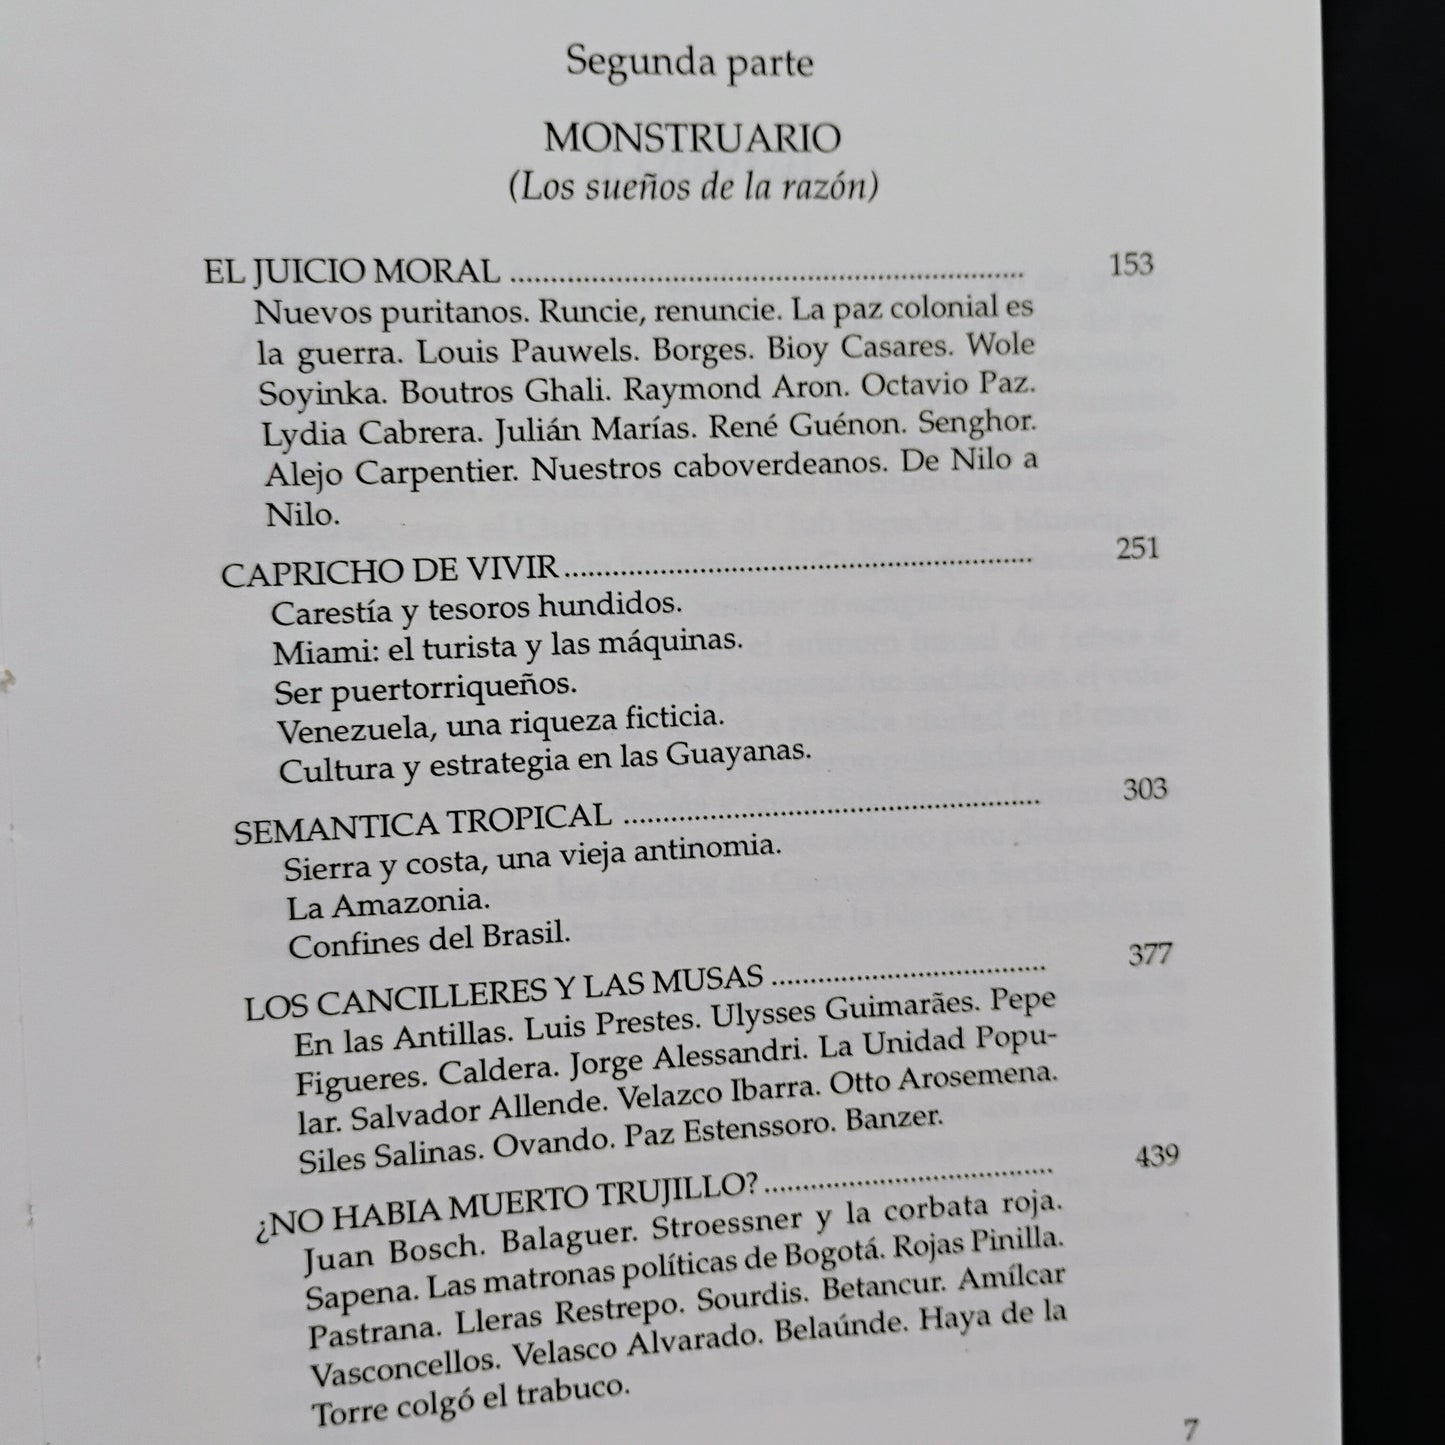 Segunda parte
MONSTRUARIO
(Los sueños de la razón)
EL JUICIO MORAL ................................................................ 153
Nuevos puritanos. Runcie, renuncie. La paz colonial es
la guerra. Louis Pauwels. Borges. Bioy Casares. Wole
Soyinka. Boutros Ghali. Raymond Aron. Octavio Paz.
Lydia Cabrera. Julián Marías. René Guénon. Senghor.
Alejo Carpentier. Nuestros caboverdeanos. De Nilo a
Nilo.
CAPRICHO DE VIVIR .......................................................... 251
Carestía y tesoros hundidos.
Miami: el turista y las máquinas.
Ser puertorriqueños.
Venezuela, una riqueza ficticia.
Cultura y estrategia en las Guayanas.
SEMANTICA TROPICAL .................................................... 303
Sierra y costa, una vieja antinomia.
La Amazonia.
Confines del Brasil.
LOS CANCILLERES Y LAS MUSAS .................................. 377
En las Antillas. Luis Prestes. Ulysses Guimarães. Pepe
Figueres. Caldera. Jorge Alessandri. La Unidad Popu-
lar. Salvador Allende. Velazco Ibarra. Otto Arosemena.
Siles Salinas. Ovando. Paz Estenssoro. Banzer.
¿NO HABIA MUERTO TRUJILLO? .................................... 439
Juan Bosch. Balaguer. Stroessner y la corbata roja.
Sapena. Las matronas políticas de Bogotá. Rojas Pinilla.
Pastrana. Lleras Restrepo. Sourdis. Betancur. Amílcar
Vasconcellos. Velasco Alvarado. Belaúnde. Haya de la
Torre colgó el trabuco.
7